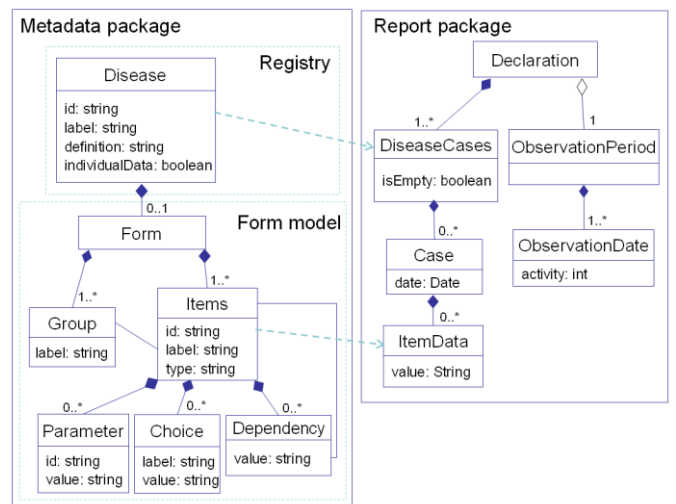 Metadata package
Registry
Disease
id: string
label: string
definition: string
individualData: boolean
0..1
Form model
Form
1..*
1..*
Group
label: string
Items
id: string
label: string
type: string
0..*
0..*
0..*
Parameter
id: string
value: string
Choice
label: string
value: string
Dependency
value: string
Report package
Declaration
1..*
1
DiseaseCases
isEmpty: boolean
ObservationPeriod
0..*
1..*
Case
date: Date
ObservationDate
activity: int
0..*
ItemData
value: String